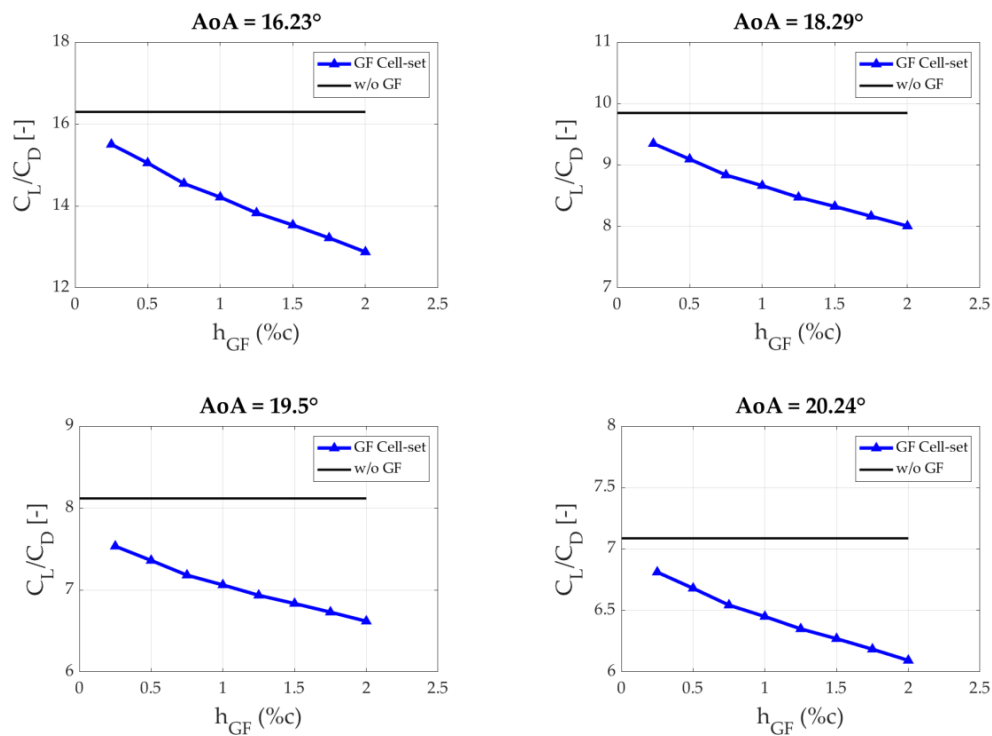 AoA = 16.23°
18
16
14
12
C_L/C_D [-]
GF Cell-set
w/o GF
0 0.5 1 1.5 2 2.5
h_GF (%c)
AoA = 18.29°
11
10
9
8
7
C_L/C_D [-]
GF Cell-set
w/o GF
0 0.5 1 1.5 2 2.5
h_GF (%c)
AoA = 19.5°
9
8
7
6
C_L/C_D [-]
GF Cell-set
w/o GF
0 0.5 1 1.5 2 2.5
h_GF (%c)
AoA = 20.24°
8
7.5
7
6.5
6
C_L/C_D [-]
GF Cell-set
w/o GF
0 0.5 1 1.5 2 2.5
h_GF (%c)